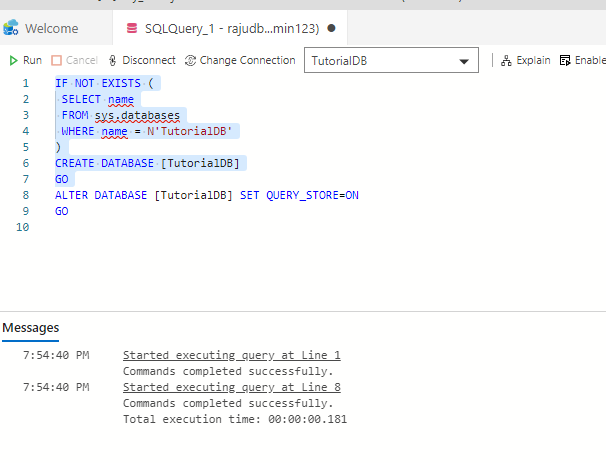 Welcome
SQLQuery_1 - rajudb...min123)
Run
Cancel
Disconnect
Change Connection
TutorialDB
Explain
Enable
1 IF NOT EXISTS (
2 SELECT name
3 FROM sys.databases
4 WHERE name = N'TutorialDB'
5 )
6 CREATE DATABASE [TutorialDB]
7 GO
8 ALTER DATABASE [TutorialDB] SET QUERY_STORE=ON
9 GO
10
Messages
7:54:40 PM Started executing query at Line 1
Commands completed successfully.
7:54:40 PM Started executing query at Line 8
Commands completed successfully.
Total execution time: 00:00:00.181